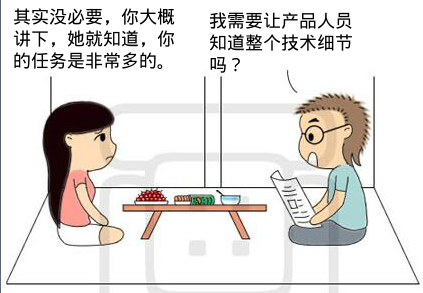 其实没必要，你大概
讲下，她就知道，你
的任务是非常多的。
我需要让产品人员
知道整个技术细节
吗？